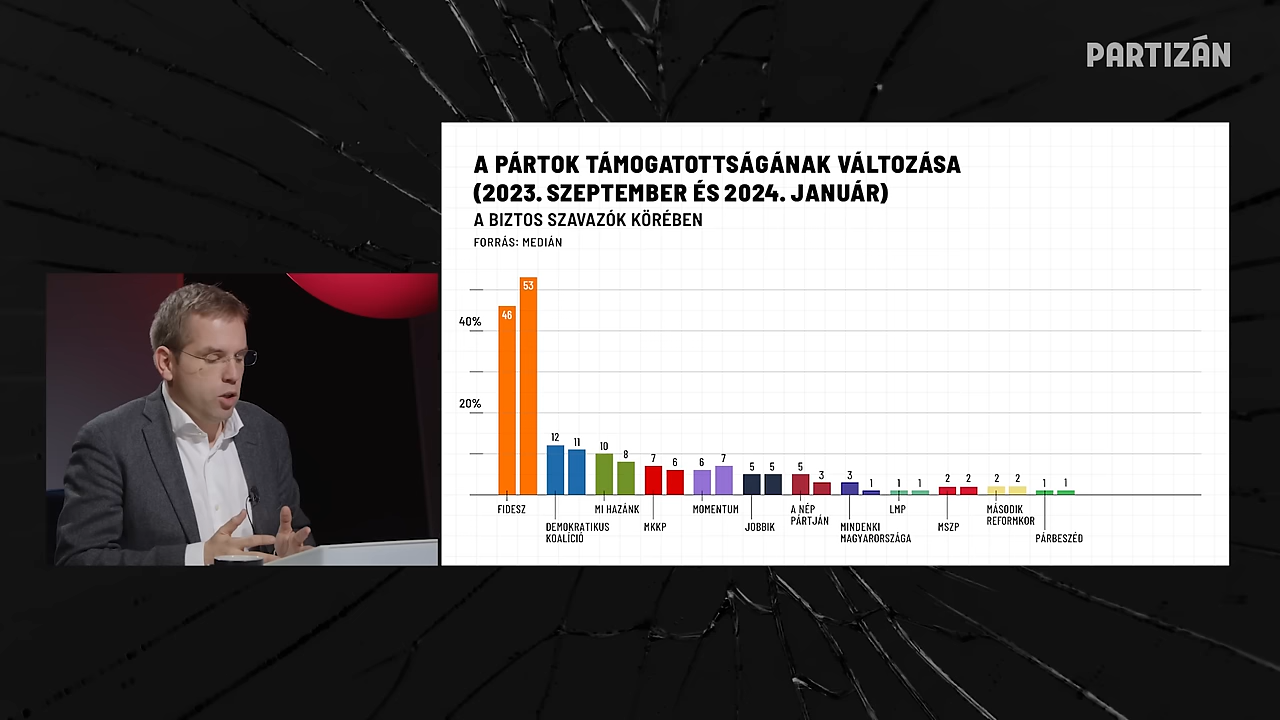 PARTIZÁN
A PÁRTOK TÁMOGATOTTSÁGÁNAK VÁLTOZÁSA
(2023. SZEPTEMBER ÉS 2024. JANUÁR)
A BIZTOS SZAVAZÓK KÖRÉBEN
FORRÁS: MEDIÁN
40%
20%
46 53
12 11
10 8
7 6
6 7
5 5
5 3
3 1
1 1
2 2
2 2
1 1
FIDESZ
DEMOKRATIKUS
KOALÍCIÓ
MI HAZÁNK
MKKP
MOMENTUM
JOBBIK
A NÉP
PÁRTJÁN
MINDENKI
MAGYARORSZÁGA
LMP
MSZP
MÁSODIK
REFORMKOR
PÁRBESZÉD